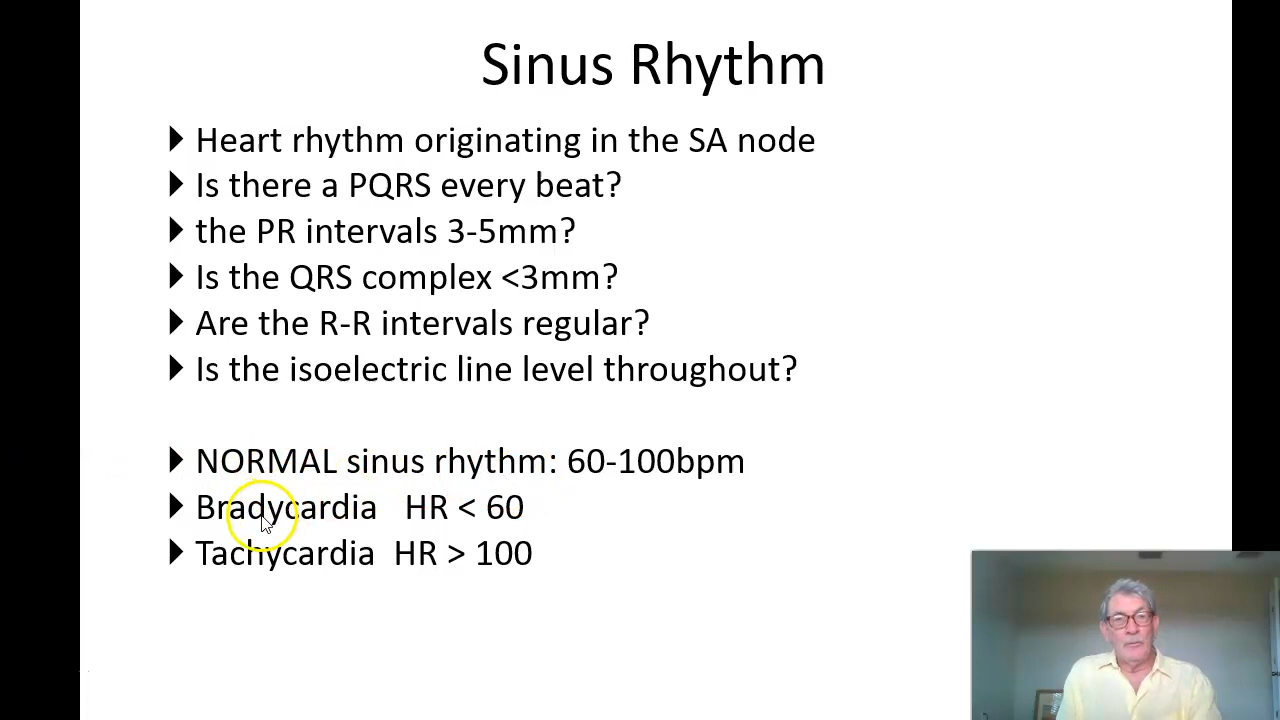 Sinus Rhythm
Heart rhythm originating in the SA node
Is there a PQRS every beat?
the PR intervals 3-5mm?
Is the QRS complex <3mm?
Are the R-R intervals regular?
Is the isoelectric line level throughout?
NORMAL sinus rhythm: 60-100bpm
Bradycardia HR < 60
Tachycardia HR > 100